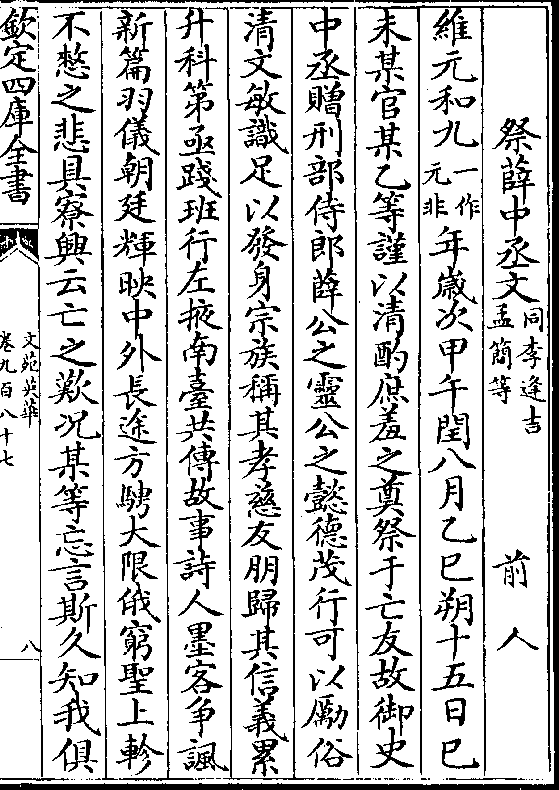 祭薛中丞文同李逢吉孟簡等 前人
維元和九一作元非年歲次甲午閏八月乙巳朔十五日巳
未某官某乙等謹以清酌庶羞之奠祭于亡友故御史
中丞贈刑部侍郎薛公之靈公之懿德茂行可以勵俗
清文敏識足以發身宗族稱其孝慈友朋歸其信義累
升科第亟踐班行左掖南臺共傳故事詩人墨客争諷
新篇羽儀朝廷輝映中外長途方騁大限俄窮聖上軫
不憗之悲具寮興云亡之歎況某等忘言斯久知我俱
欽定四庫全書
文苑英華
卷九百八十七
八